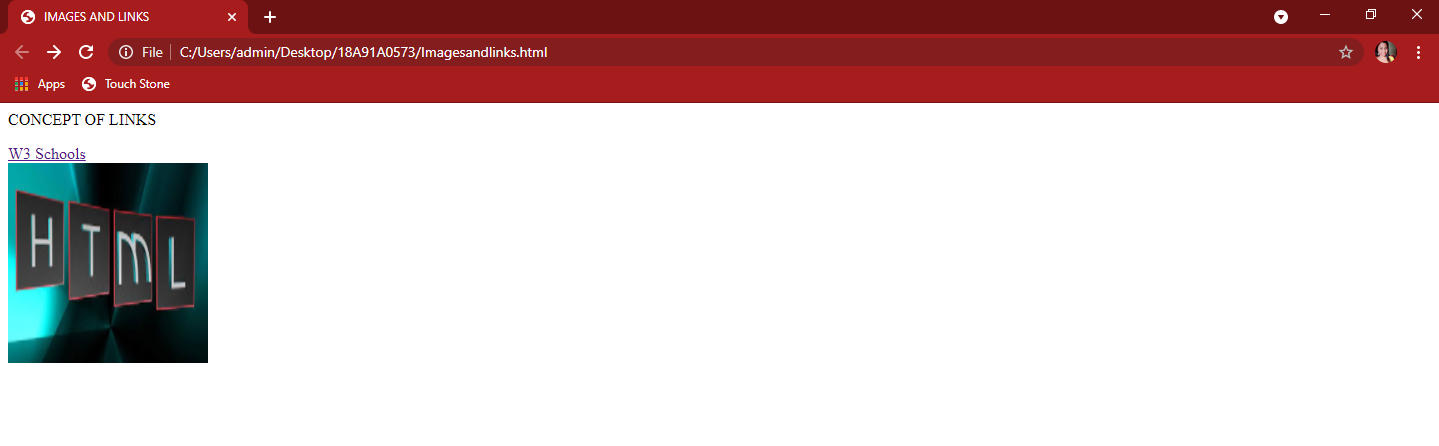 IMAGES AND LINKS
File C:/Users/admin/Desktop/18A91A0573/Imagesandlinks.html
Apps Touch Stone
CONCEPT OF LINKS
W3 Schools
HTML